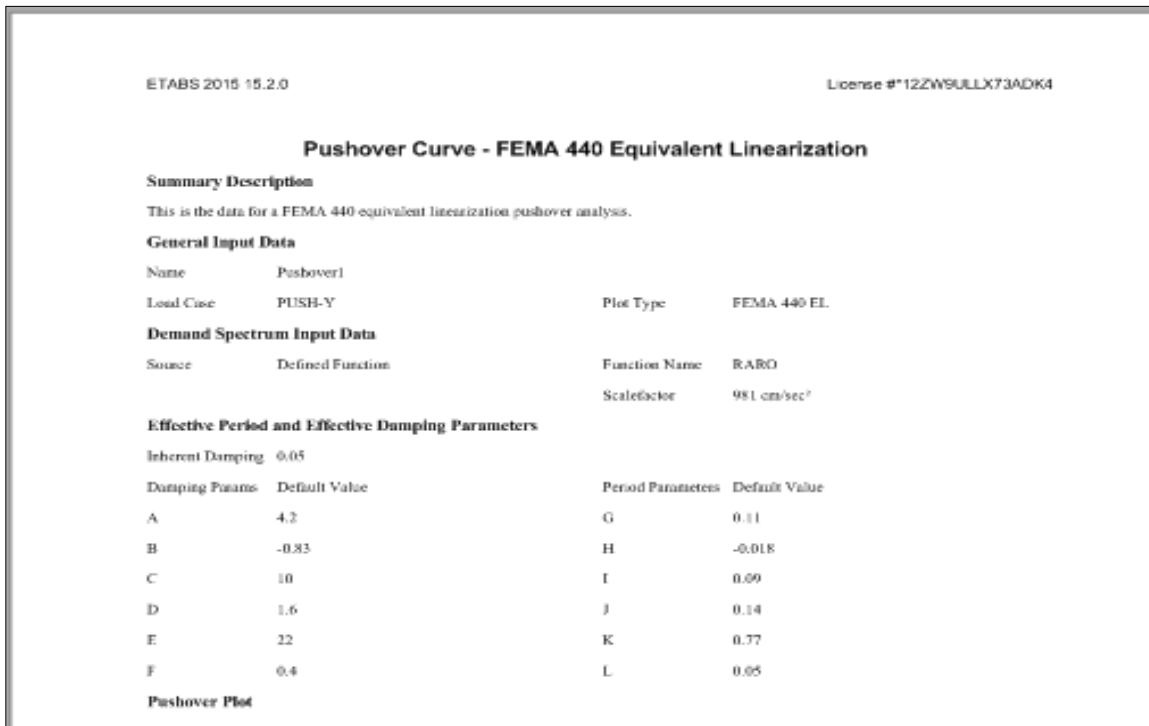 ETABS 2015 15.2.0 License #*12ZW9ULLX73ADK4
Pushover Curve - FEMA 440 Equivalent Linearization
Summary Description
This is the data for a FEMA 440 equivalent linearization pushover analysis.
General Input Data
Name Pushover1
Load Case PUSH-Y Plot Type FEMA 440 EL
Demand Spectrum Input Data
Source Defined Function Function Name RARO
Scalefactor 981 cm/sec²
Effective Period and Effective Damping Parameters
Inherent Damping 0.05
Damping Params Default Value Period Parameters Default Value
A 4.2 G 0.11
B -0.83 H -0.018
C 10 I 0.09
D 1.6 J 0.14
E 22 K 0.77
F 0.4 L 0.05
Pushover Plot